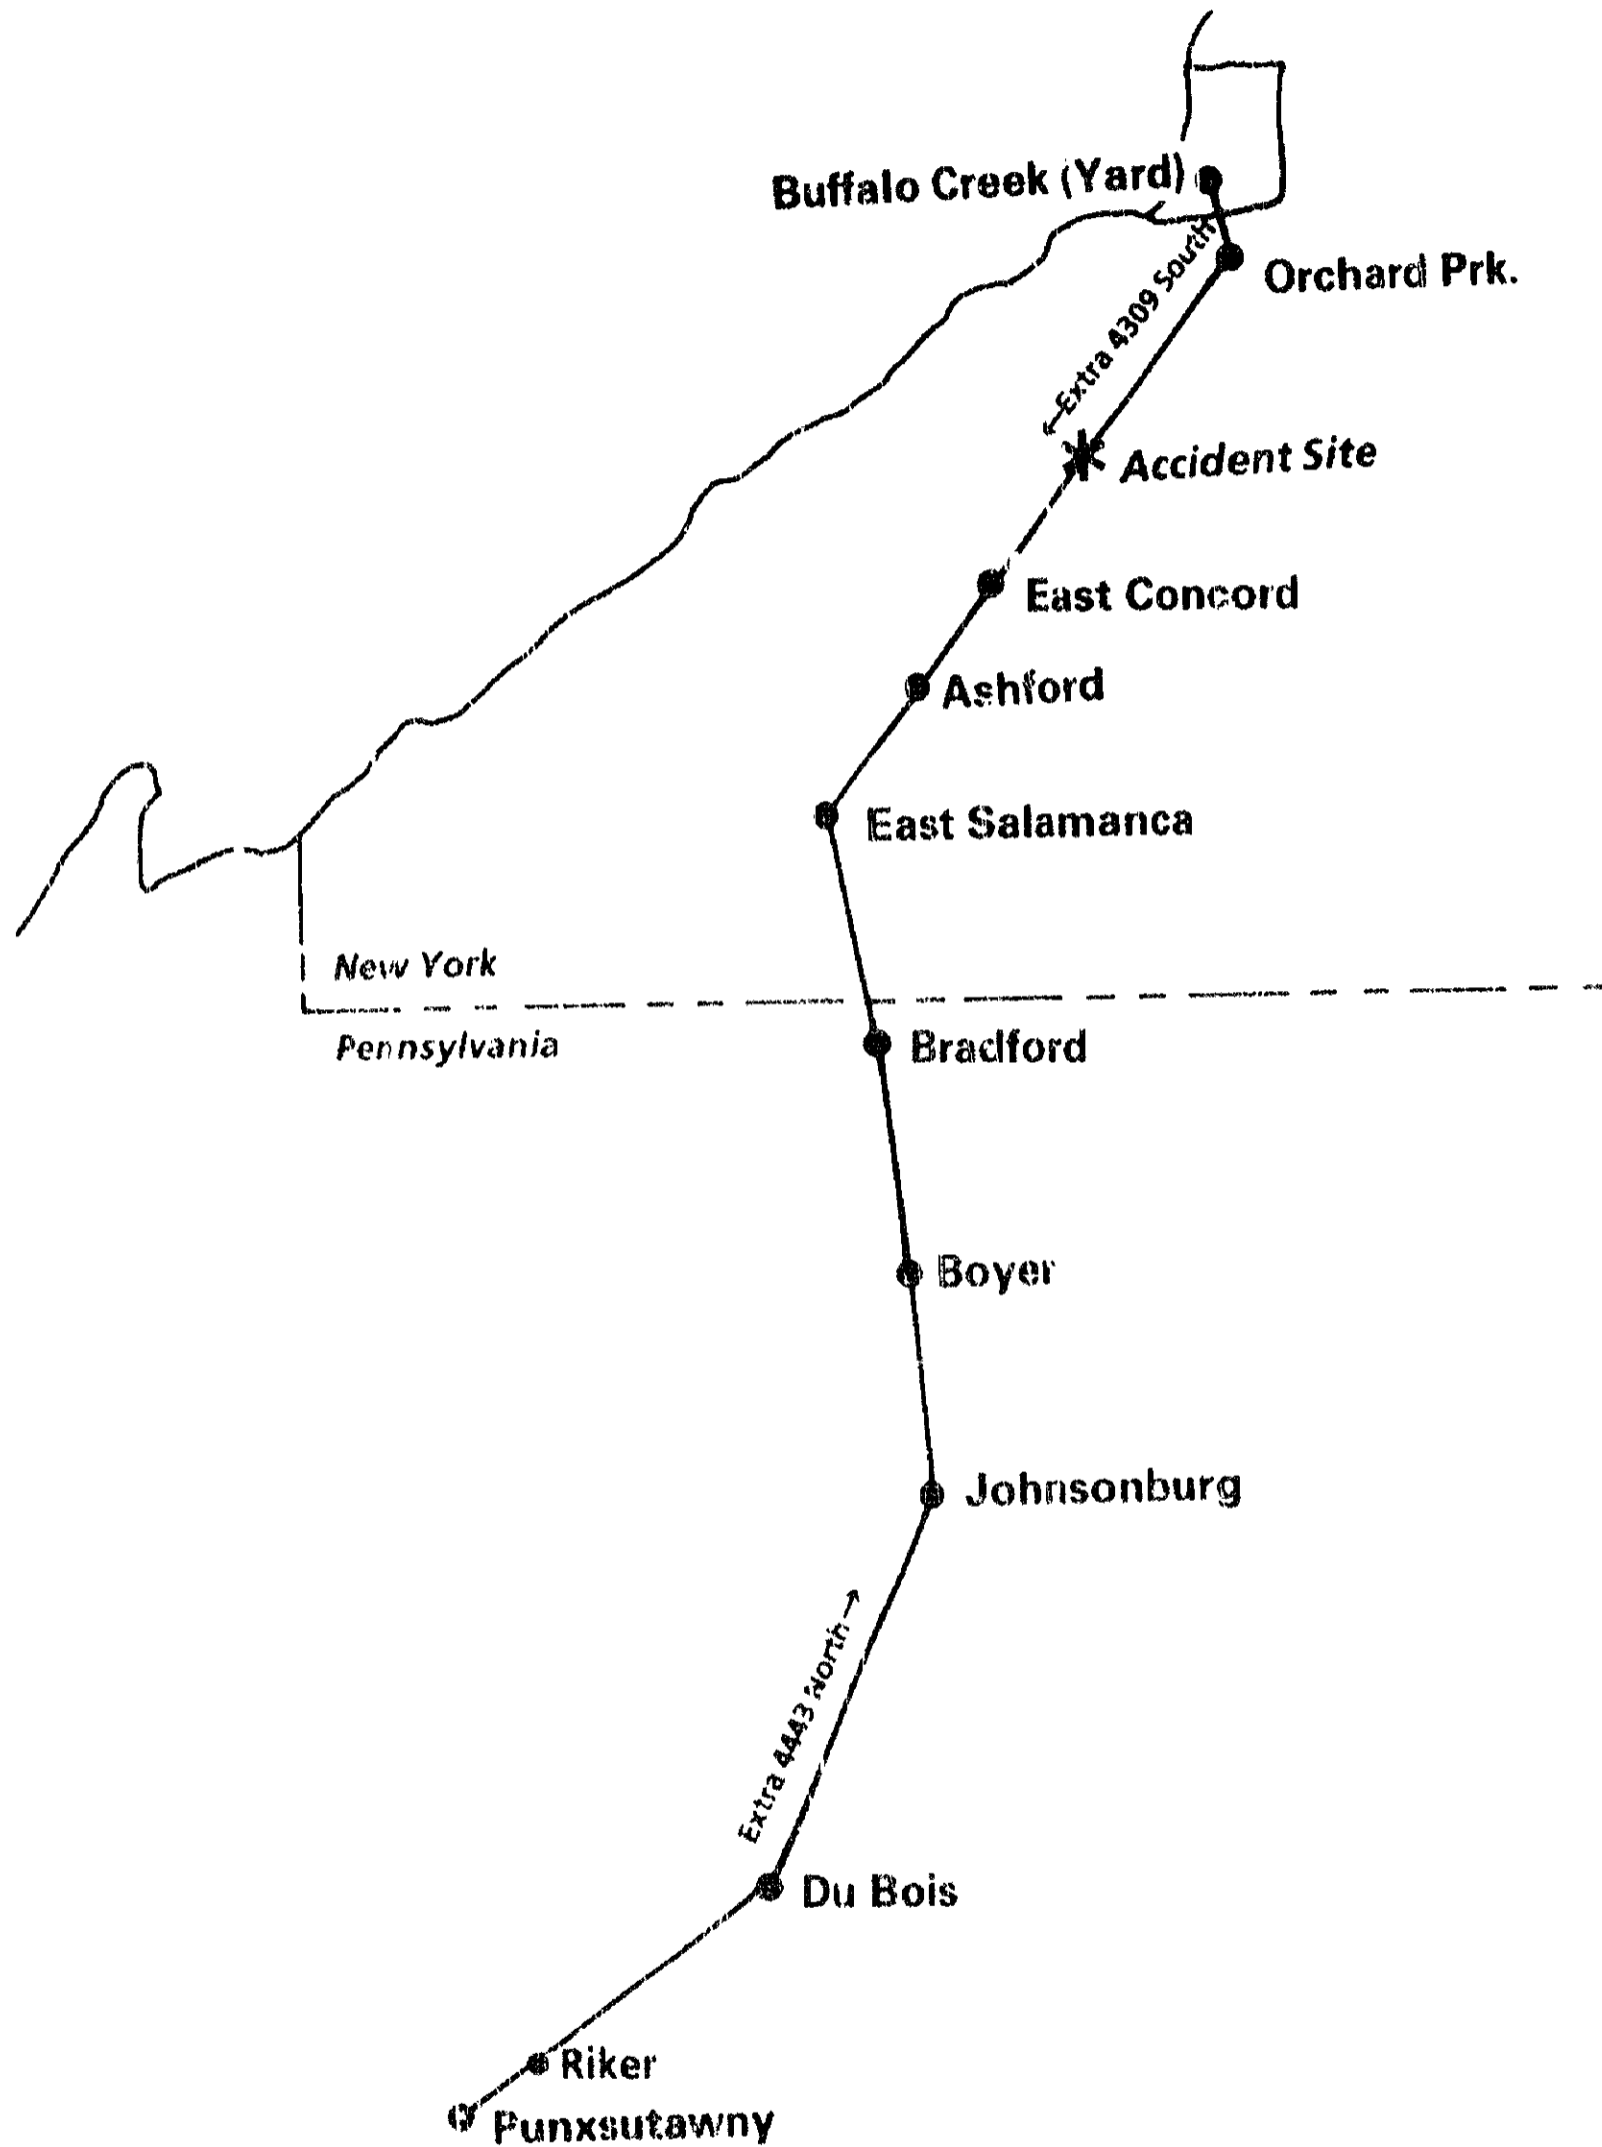 Buffalo Creek (Yard)
Orchard Prk.
←Extra 4309 South
Accident Site
East Concord
Ashford
East Salamanca
New York
Pennsylvania
Bradford
Boyer
Johnsonburg
Extra 4443 North→
Du Bois
Riker
Punxsutawny